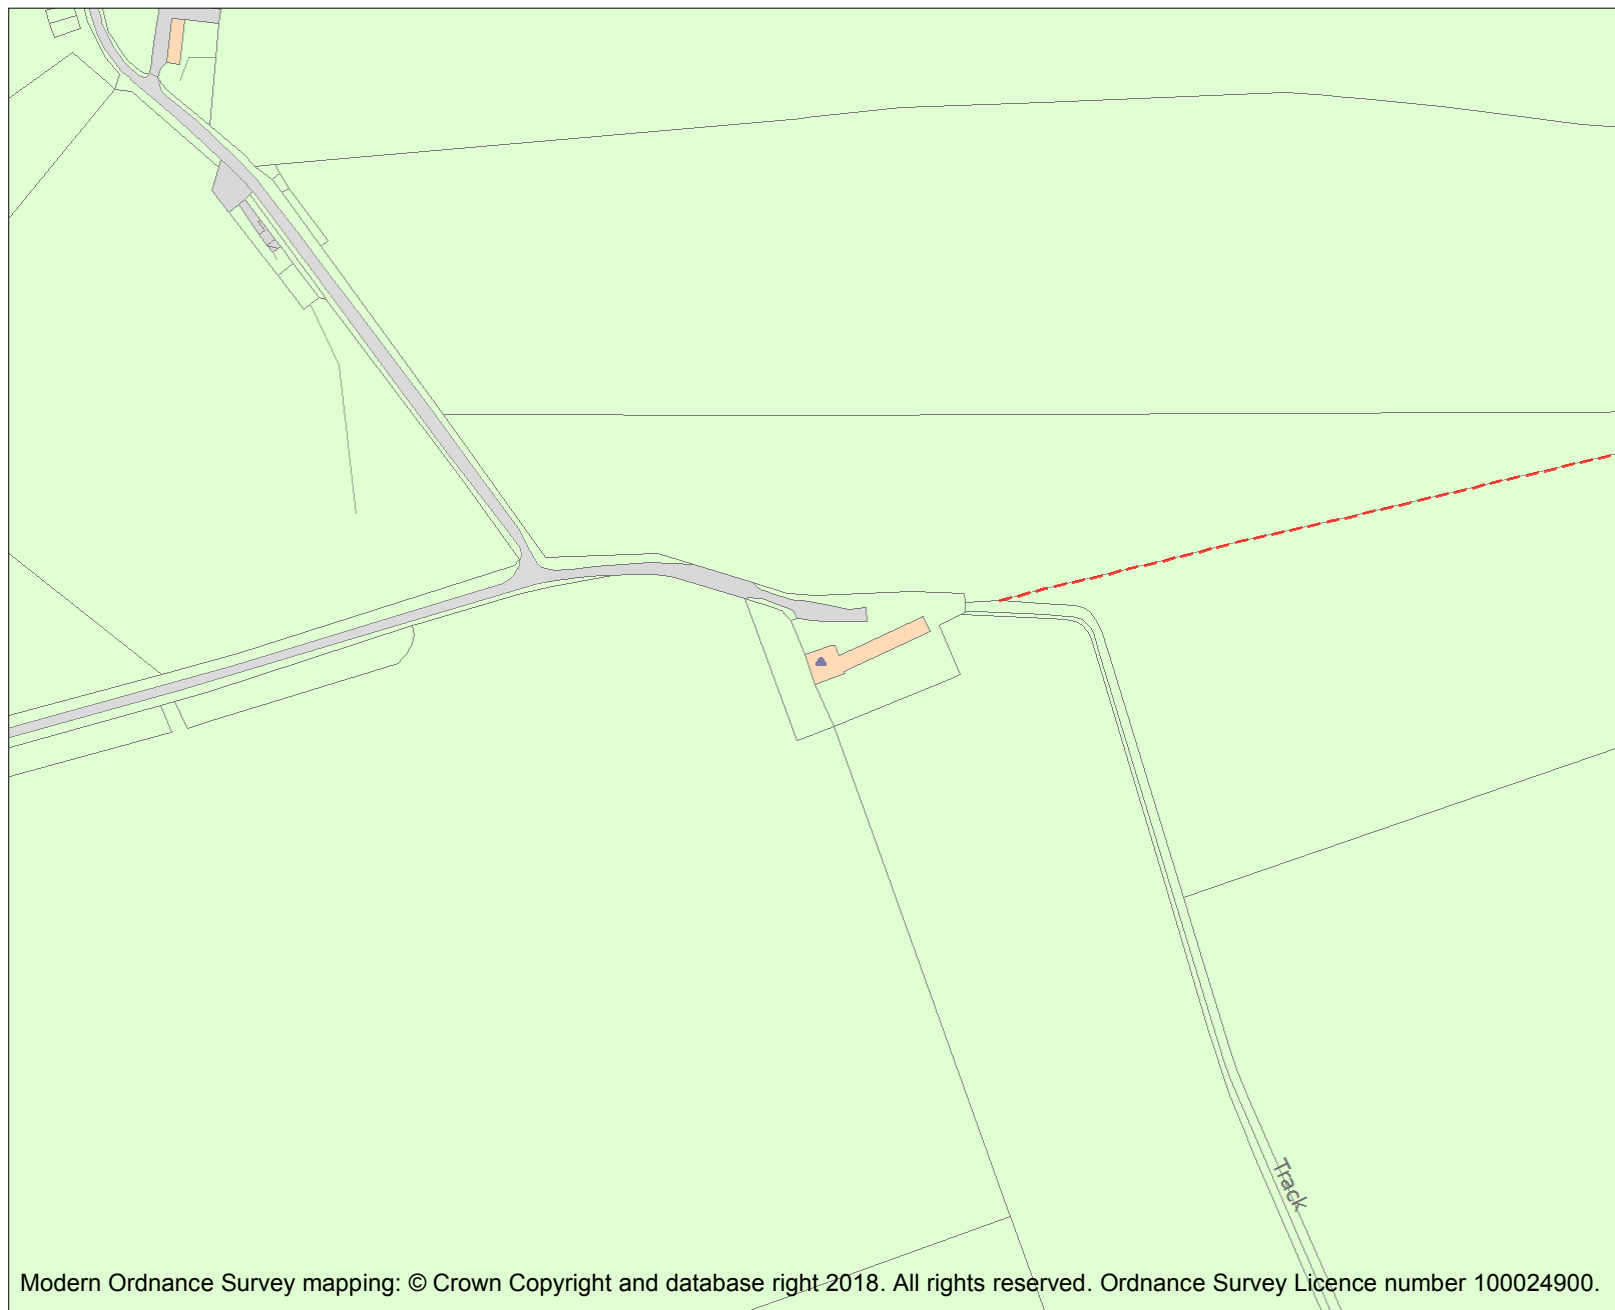 Track
Modern Ordnance Survey mapping: © Crown Copyright and database right 2018. All rights reserved. Ordnance Survey Licence number 100024900.